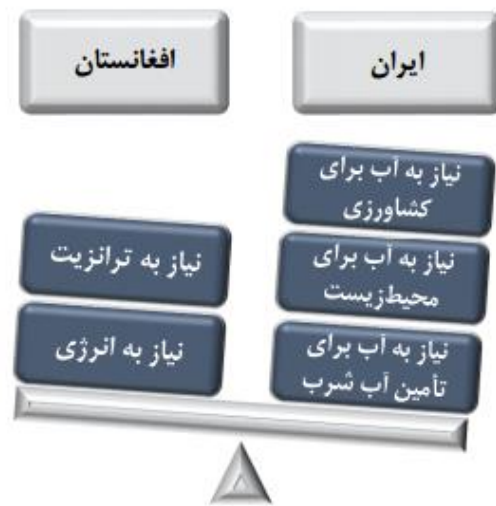 ایران
افغانستان
نیاز به آب برای
کشاورزی
نیاز به آب برای
محیط‌زیست
نیاز به آب برای
تأمین آب شرب
نیاز به ترانزیت
نیاز به انرژی